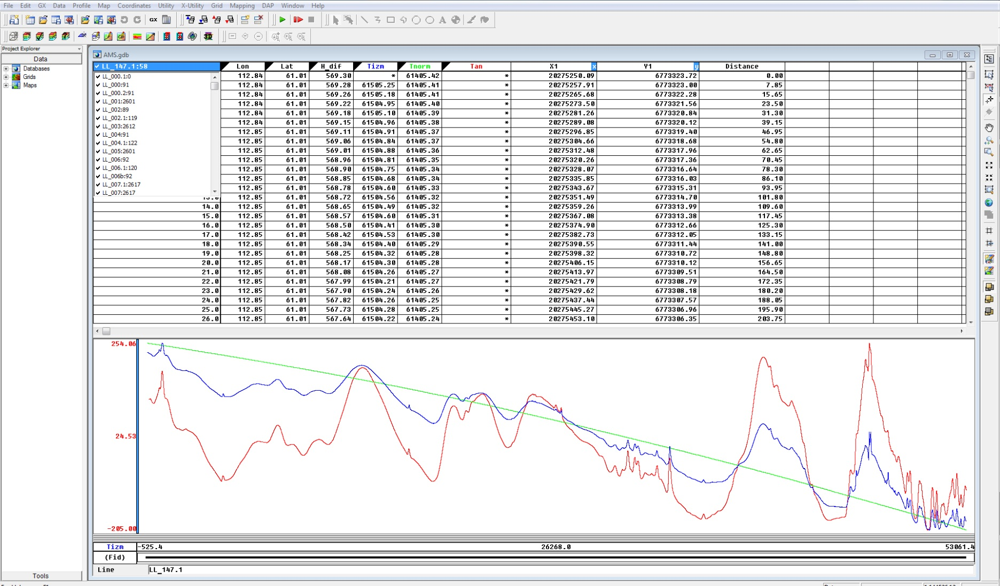 File Edit GX Data Profile Map Coordinates Utility X-Utility Grid Mapping DAP Window Help
GX
3D
Project Explorer
Data
Databases
Grids
Maps
Tools
AMS.gdb
LL_147.1:58 Lon Lat H_dif Tizm Tnorm Tan X1 x Y1 y Distance
LL_000.1:0
LL_000:91
LL_000.2:91
LL_001:2601
LL_002:89
LL_002.1:119
LL_003:2612
LL_004:91
LL_004.1:122
LL_005:2601
LL_006:92
LL_006.1:120
LL_006b:92
LL_007.1:2617
LL_007:2617
112.84 61.01 569.30 * 61405.42 * 20275250.09 6773323.72 0.00
112.84 61.01 569.28 61505.25 61405.41 * 20275257.91 6773323.00 7.85
112.84 61.01 569.26 61505.18 61405.41 * 20275265.68 6773322.28 15.65
112.84 61.01 569.22 61504.95 61405.40 * 20275273.50 6773321.56 23.50
112.84 61.01 569.18 61505.10 61405.39 * 20275281.26 6773320.84 31.30
112.84 61.01 569.15 61504.96 61405.38 * 20275289.08 6773320.12 39.15
112.85 61.01 569.11 61504.91 61405.37 * 20275296.85 6773319.40 46.95
112.85 61.01 569.06 61504.84 61405.37 * 20275304.66 6773318.68 54.80
112.85 61.01 569.01 61504.88 61405.36 * 20275312.48 6773317.96 62.65
112.85 61.01 568.96 61504.81 61405.35 * 20275320.26 6773317.36 70.45
112.85 61.01 568.90 61504.75 61405.34 * 20275328.07 6773316.64 78.30
112.85 61.01 568.85 61504.68 61405.34 * 20275335.85 6773316.03 86.10
112.85 61.01 568.78 61504.60 61405.33 * 20275343.67 6773315.31 93.95
13.0 112.85 61.01 568.72 61504.56 61405.32 * 20275351.49 6773314.70 101.80
14.0 112.85 61.01 568.65 61504.49 61405.32 * 20275359.26 6773313.99 109.60
15.0 112.85 61.01 568.57 61504.60 61405.31 * 20275367.08 6773313.38 117.45
16.0 112.85 61.01 568.50 61504.41 61405.30 * 20275374.90 6773312.66 125.30
17.0 112.85 61.01 568.42 61504.53 61405.30 * 20275382.73 6773312.05 133.15
18.0 112.85 61.01 568.34 61504.40 61405.29 * 20275390.55 6773311.44 141.00
19.0 112.85 61.01 568.25 61504.32 61405.28 * 20275398.32 6773310.72 148.80
20.0 112.85 61.01 568.17 61504.30 61405.28 * 20275406.15 6773310.12 156.65
21.0 112.85 61.01 568.08 61504.26 61405.27 * 20275413.97 6773309.51 164.50
22.0 112.85 61.01 567.99 61504.21 61405.27 * 20275421.79 6773308.79 172.35
23.0 112.85 61.01 567.90 61504.24 61405.26 * 20275429.62 6773308.18 180.20
24.0 112.85 61.01 567.82 61504.26 61405.25 * 20275437.44 6773307.57 188.05
25.0 112.85 61.01 567.73 61504.28 61405.25 * 20275445.27 6773306.96 195.90
26.0 112.85 61.01 567.64 61504.22 61405.24 * 20275453.10 6773306.35 203.75
254.06
24.53
-205.00
Tizm -525.4 26268.0 53061.4
(Fid)
Line LL_147.1